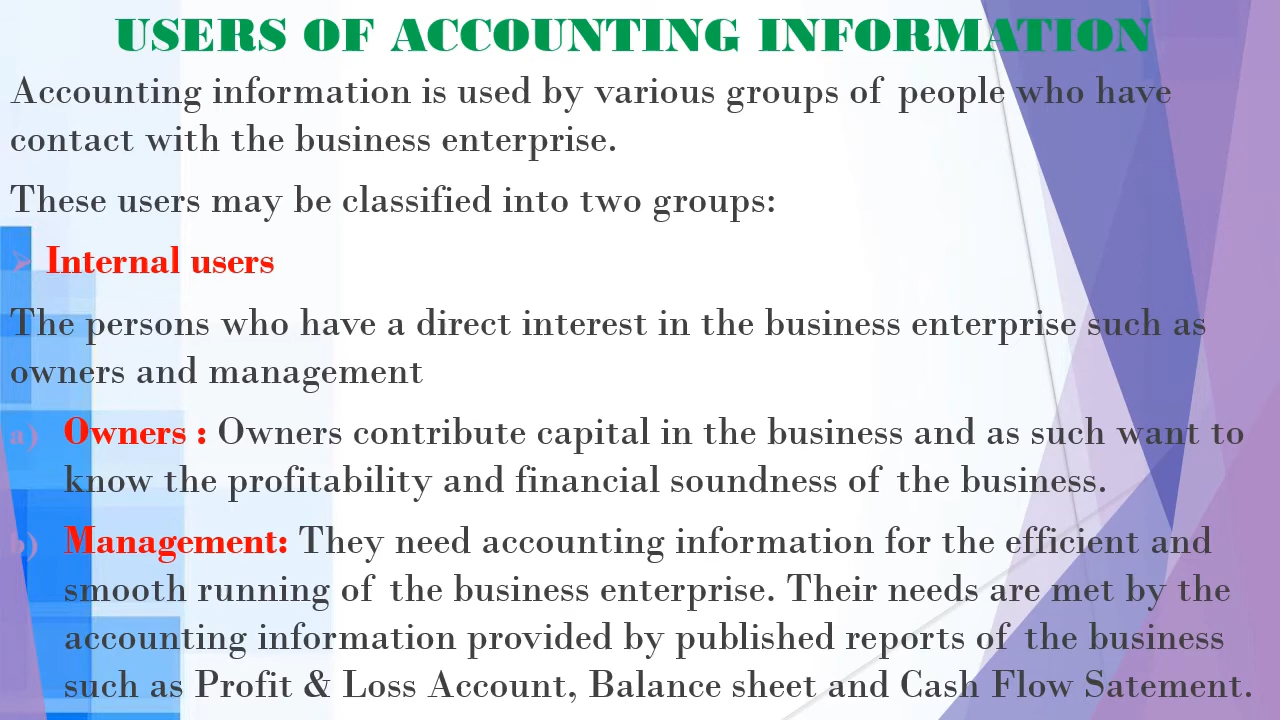 USERS OF ACCOUNTING INFORMATION
Accounting information is used by various groups of people who have
contact with the business enterprise.
These users may be classified into two groups:
➢ Internal users
The persons who have a direct interest in the business enterprise such as
owners and management
a) Owners : Owners contribute capital in the business and as such want to
know the profitability and financial soundness of the business.
b) Management: They need accounting information for the efficient and
smooth running of the business enterprise. Their needs are met by the
accounting information provided by published reports of the business
such as Profit & Loss Account, Balance sheet and Cash Flow Satement.